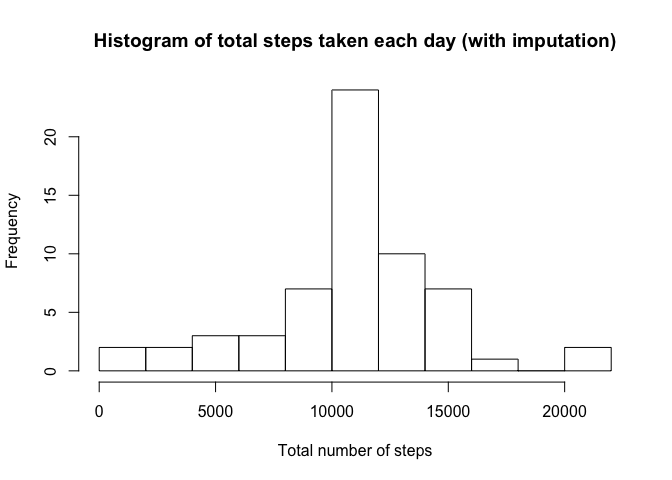 Histogram of total steps taken each day (with imputation)
Frequency
20
15
10
5
0
0 5000 10000 15000 20000
Total number of steps